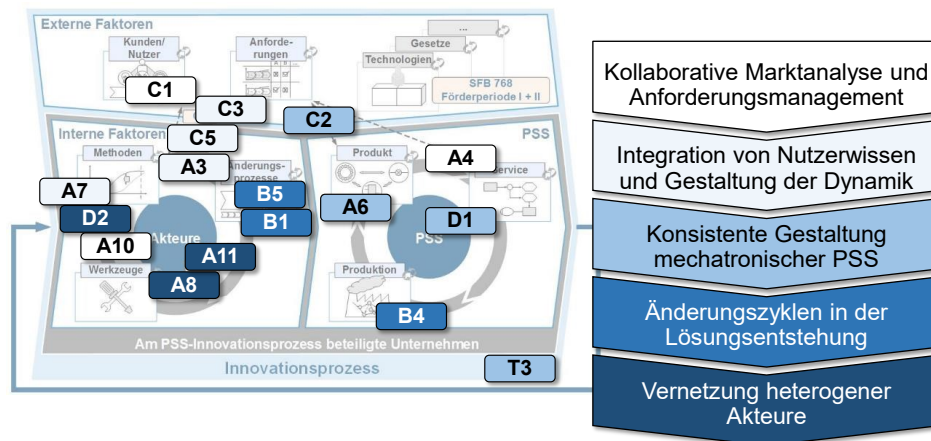 Externe Faktoren
Kunden/
Nutzer
Anforde-
rungen
...
Gesetze
Technologien
SFB 768
Förderperiode I + II
C1
C3
C2
C5
Interne Faktoren
PSS
Methoden
A3
Änderungs-
prozesse
Produkt
A4
Service
A7
B5
A6
D2
B1
D1
Akteure
PSS
A10
A11
Werkzeuge
A8
Produktion
B4
Am PSS-Innovationsprozess beteiligte Unternehmen
Innovationsprozess
T3
Kollaborative Marktanalyse und
Anforderungsmanagement
Integration von Nutzerwissen
und Gestaltung der Dynamik
Konsistente Gestaltung
mechatronischer PSS
Änderungszyklen in der
Lösungsentstehung
Vernetzung heterogener
Akteure